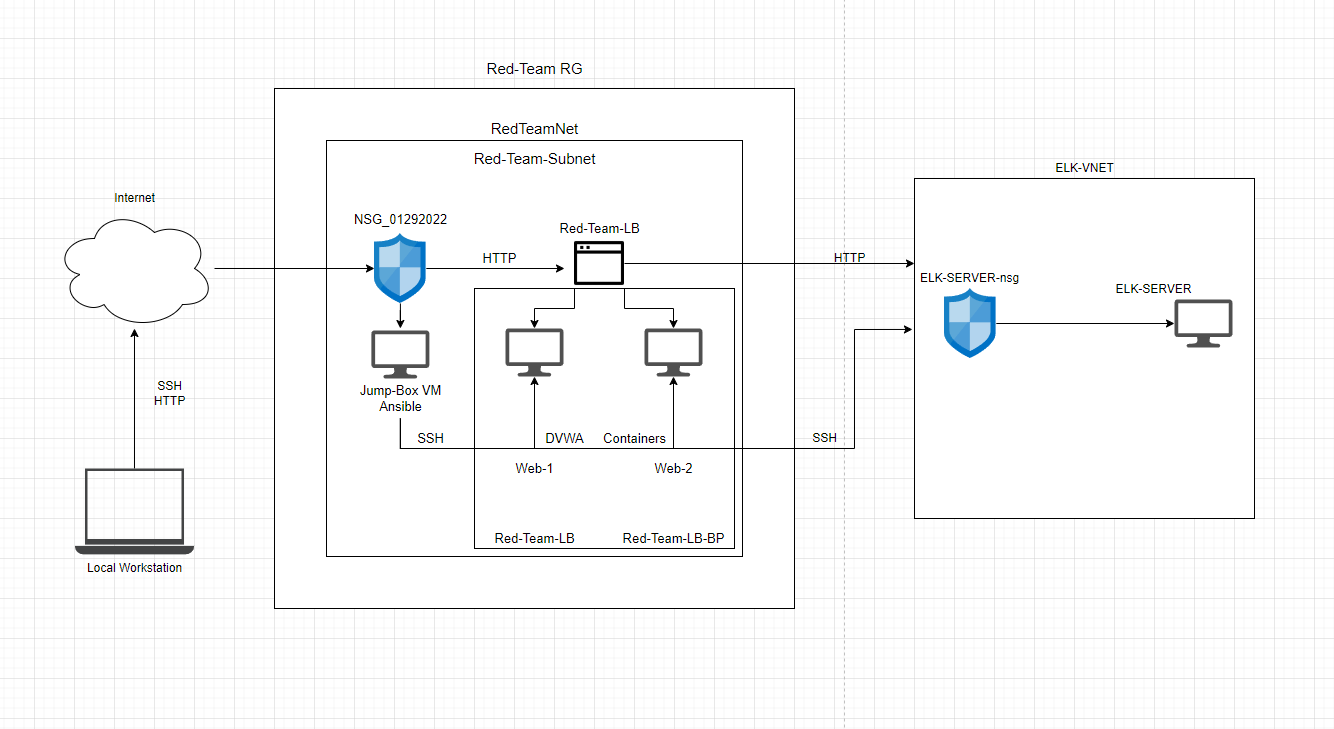 Red-Team RG
RedTeamNet
Red-Team-Subnet
ELK-VNET
Internet
NSG_01292022
Red-Team-LB
HTTP
HTTP
ELK-SERVER-nsg
ELK-SERVER
SSH
HTTP
Jump-Box VM
Ansible
SSH
DVWA
Containers
SSH
Web-1
Web-2
Red-Team-LB
Red-Team-LB-BP
Local Workstation